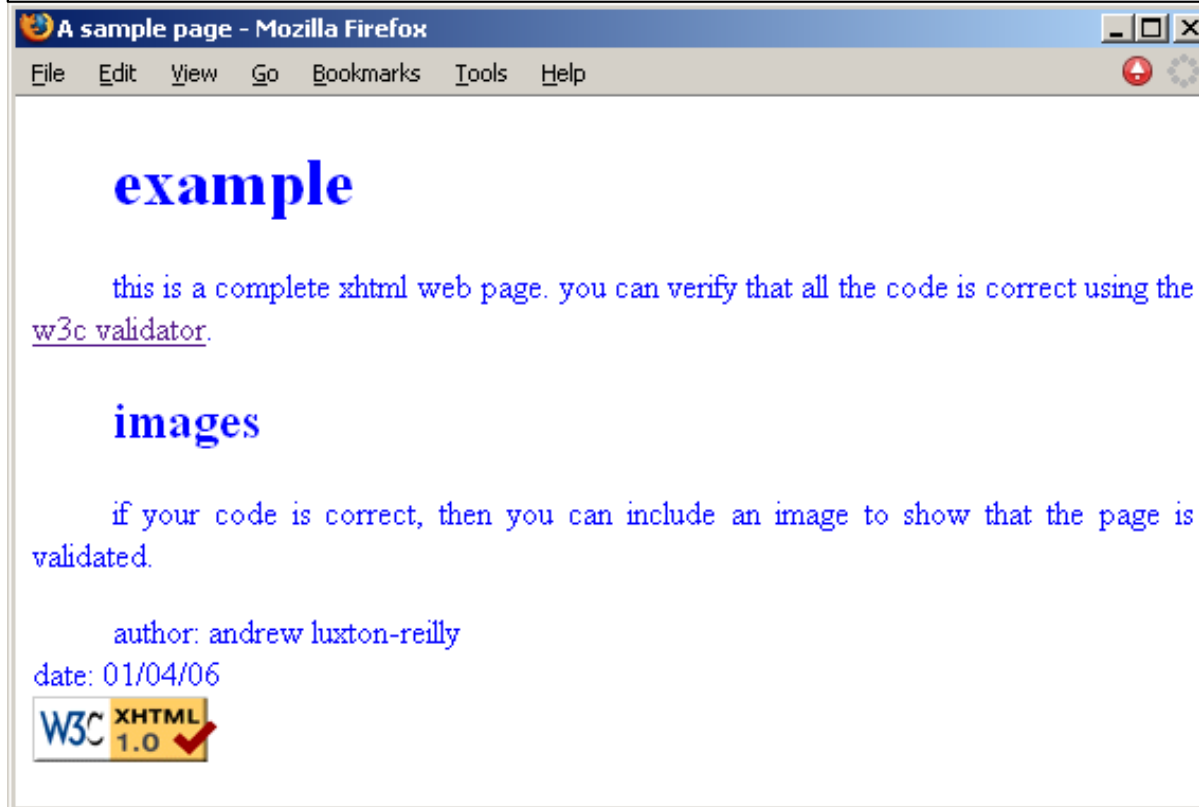 A sample page - Mozilla Firefox
File Edit View Go Bookmarks Tools Help
example
this is a complete xhtml web page. you can verify that all the code is correct using the
w3c validator.
images
if your code is correct, then you can include an image to show that the page is
validated.
author: andrew luxton-reilly
date: 01/04/06
W3C XHTML
1.0